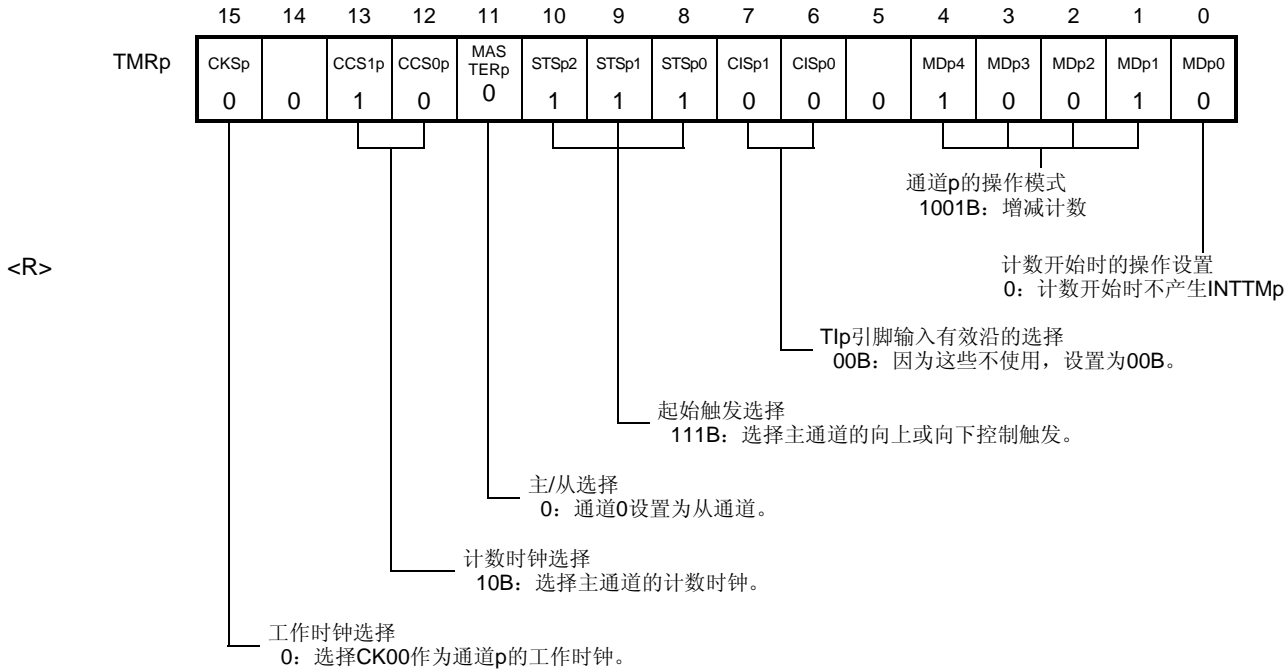 15 14 13 12 11 10 9 8 7 6 5 4 3 2 1 0
TMRp CKSp CCS1p CCS0p MAS TERp STSp2 STSp1 STSp0 CISp1 CISp0 MDp4 MDp3 MDp2 MDp1 MDp0
0 0 1 0 0 1 1 1 0 0 0 1 0 0 1 0
通道p的操作模式
1001B：增减计数
<R>
计数开始时的操作设置
0：计数开始时不产生INTTMp
TIp引脚输入有效沿的选择
00B：因为这些不使用，设置为00B。
起始触发选择
111B：选择主通道的向上或向下控制触发。
主/从选择
0：通道0设置为从通道。
计数时钟选择
10B：选择主通道的计数时钟。
工作时钟选择
0：选择CK00作为通道p的工作时钟。